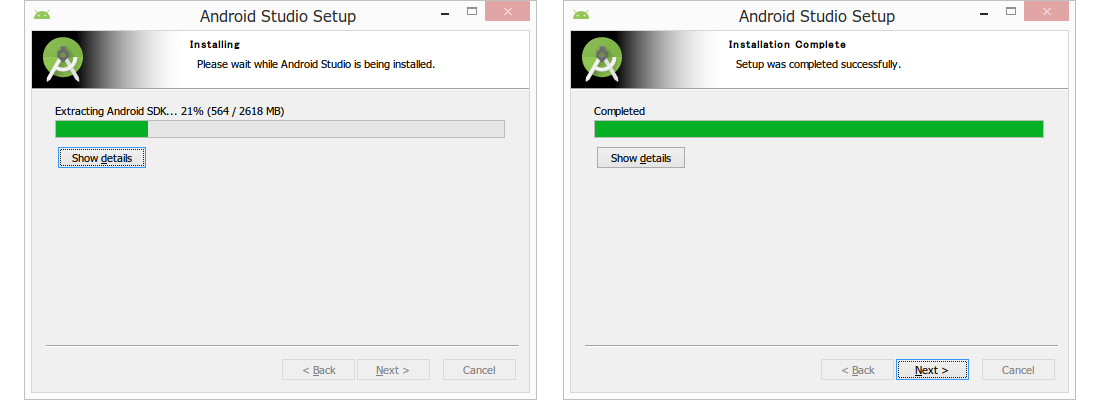 Android Studio Setup
Installing
Please wait while Android Studio is being installed.
Extracting Android SDK... 21% (564 / 2618 MB)
Show details
< Back
Next >
Cancel
Android Studio Setup
Installation Complete
Setup was completed successfully.
Completed
Show details
< Back
Next >
Cancel